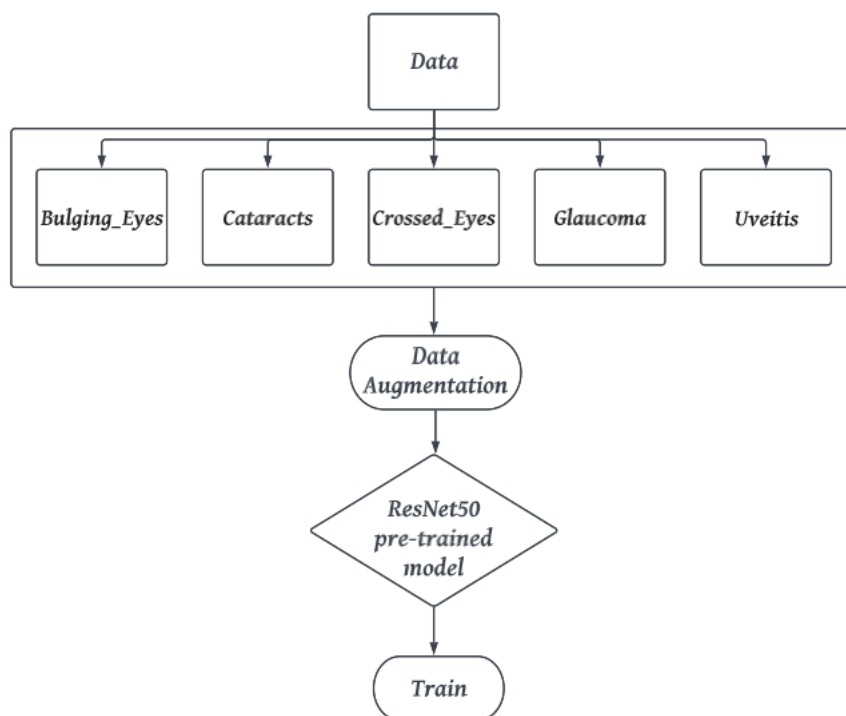 Data
Bulging_Eyes
Cataracts
Crossed_Eyes
Glaucoma
Uveitis
Data
Augmentation
ResNet50
pre-trained
model
Train